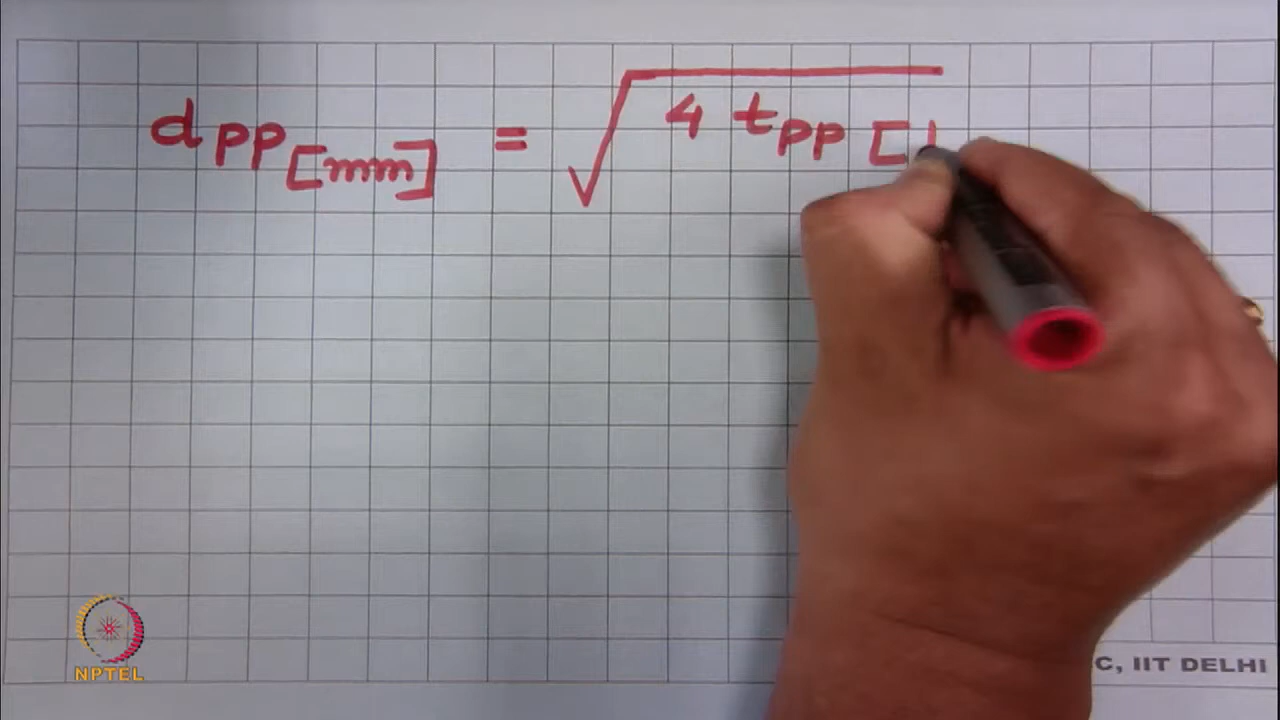 dpp[mm] = √4 tpp [
NPTEL
C, IIT DELHI